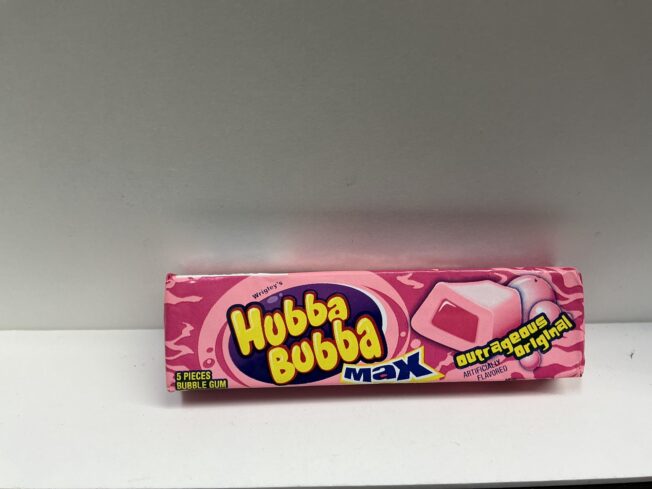 Wrigley's
Hubba
Bubba
Max
outrageous
original
ARTIFICIALLY
FLAVORED
5 PIECES
BUBBLE GUM